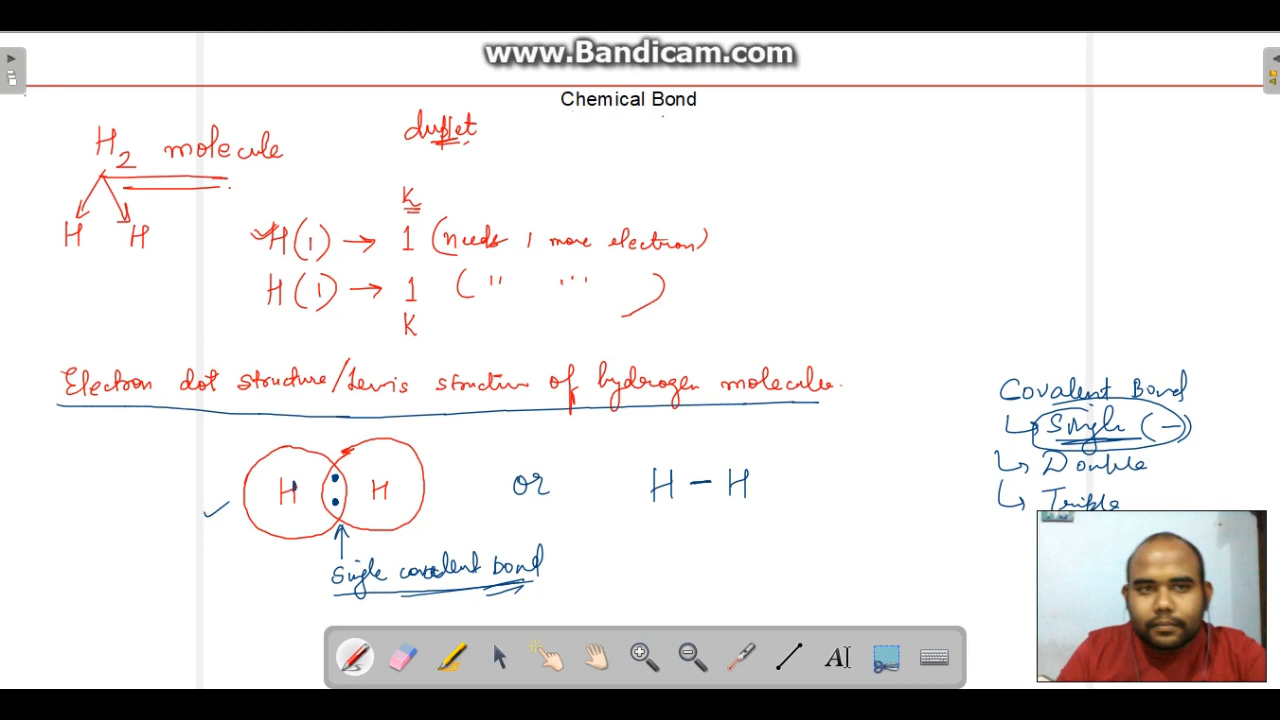 www.Bandicam.com
Chemical Bond
duplet
H2 molecule
H H
K
H(1) → 1 (needs 1 more electron)
H(1) → 1 ( " ... )
K
Electron dot structure/Lewis structure of hydrogen molecule.
Covalent Bond
↳ Single (—)
↳ Double
↳ Triple
H : H or H — H
single covalent bond
AI